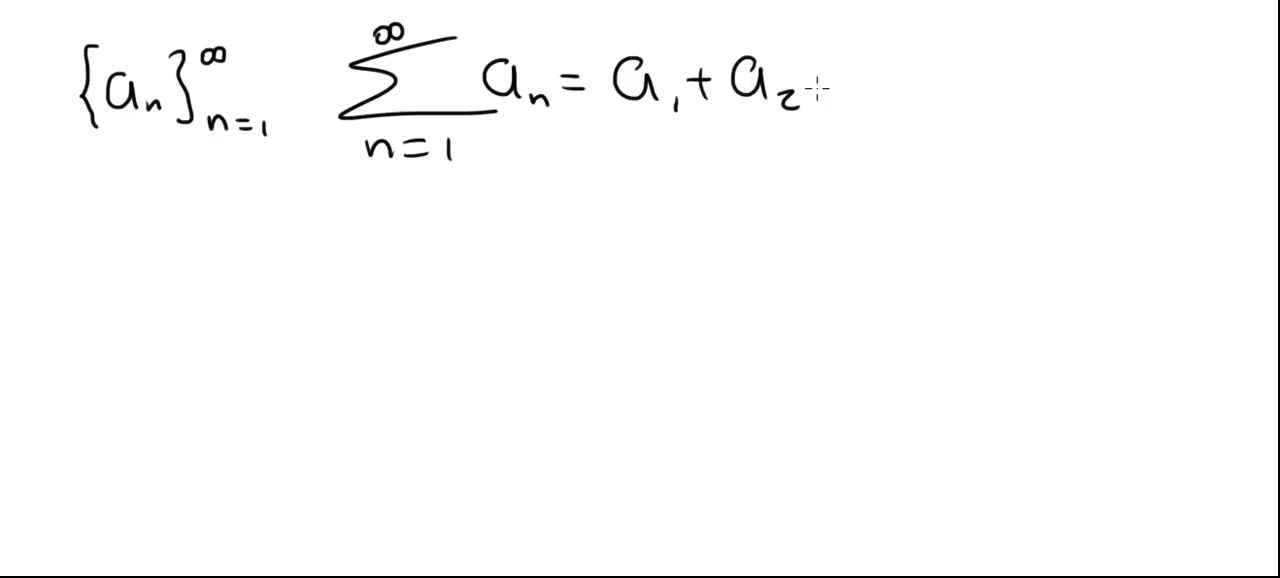 {aₙ}_{n=1}^{∞} ∑_{n=1}^{∞} aₙ = a₁ + a₂